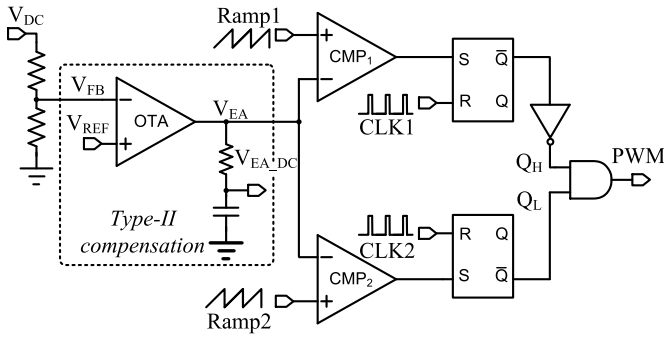 V_DC
V_FB
V_REF
−
+
OTA
V_EA
V_EA_DC
Type-II
compensation
Ramp1
+
−
CMP_1
CLK1
S
R
Q̅
Q
Q_H
Q_L
PWM
CLK2
R
S
Q
Q̅
−
+
CMP_2
Ramp2